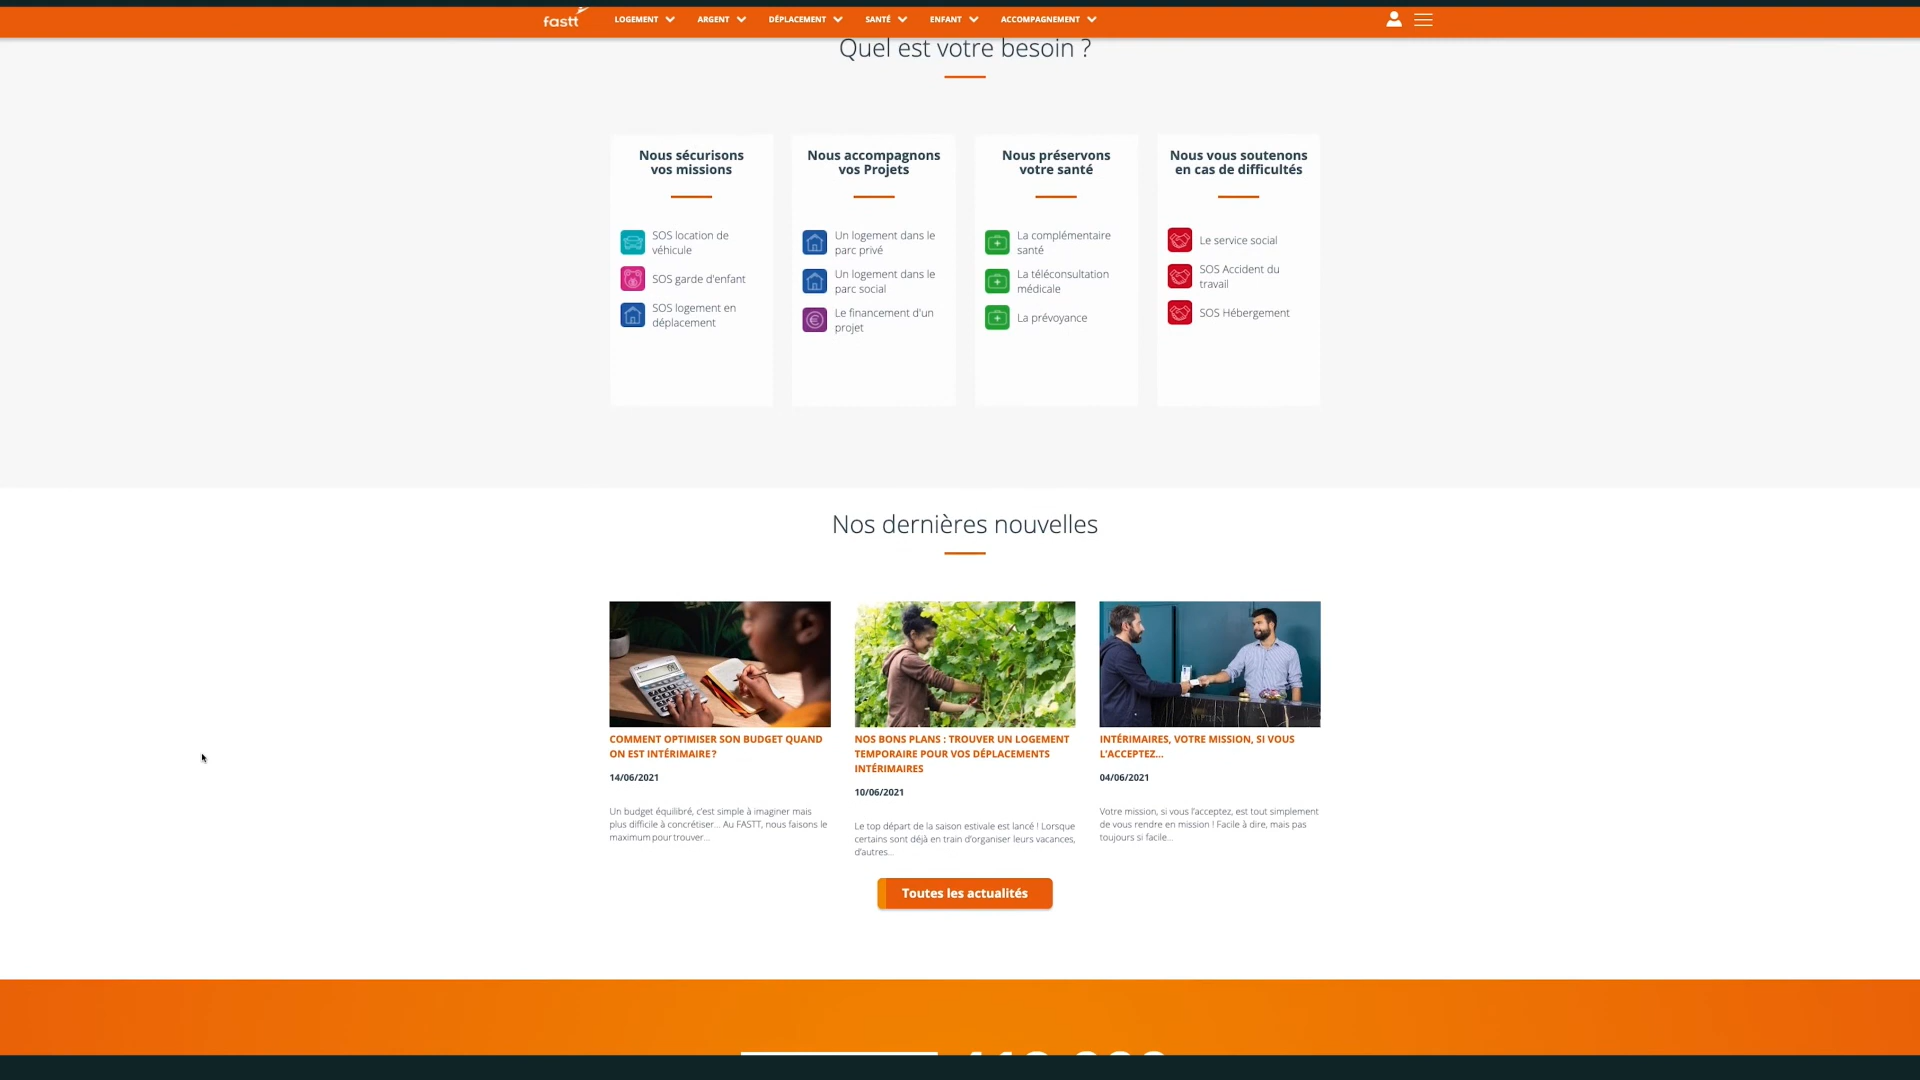 fastt
LOGEMENT ARGENT DÉPLACEMENT SANTÉ ENFANT ACCOMPAGNEMENT
Quel est votre besoin ?
Nous sécurisons
vos missions
SOS location de
véhicule
SOS garde d'enfant
SOS logement en
déplacement
Nous accompagnons
vos Projets
Un logement dans le
parc privé
Un logement dans le
parc social
Le financement d'un
projet
Nous préservons
votre santé
La complémentaire
santé
La téléconsultation
médicale
La prévoyance
Nous vous soutenons
en cas de difficultés
Le service social
SOS Accident du
travail
SOS Hébergement
Nos dernières nouvelles
COMMENT OPTIMISER SON BUDGET QUAND
ON EST INTÉRIMAIRE ?
14/06/2021
Un budget équilibré, c'est simple à imaginer mais
plus difficile à concrétiser... Au FASTT, nous faisons le
maximum pour trouver...
NOS BONS PLANS : TROUVER UN LOGEMENT
TEMPORAIRE POUR VOS DÉPLACEMENTS
INTÉRIMAIRES
10/06/2021
Le top départ de la saison estivale est lancé ! Lorsque
certains sont déjà en train d'organiser leurs vacances,
d'autres...
INTÉRIMAIRES, VOTRE MISSION, SI VOUS
L'ACCEPTEZ...
04/06/2021
Votre mission, si vous l'acceptez, est tout simplement
de vous rendre en mission ! Facile à dire, mais pas
toujours si facile...
Toutes les actualités